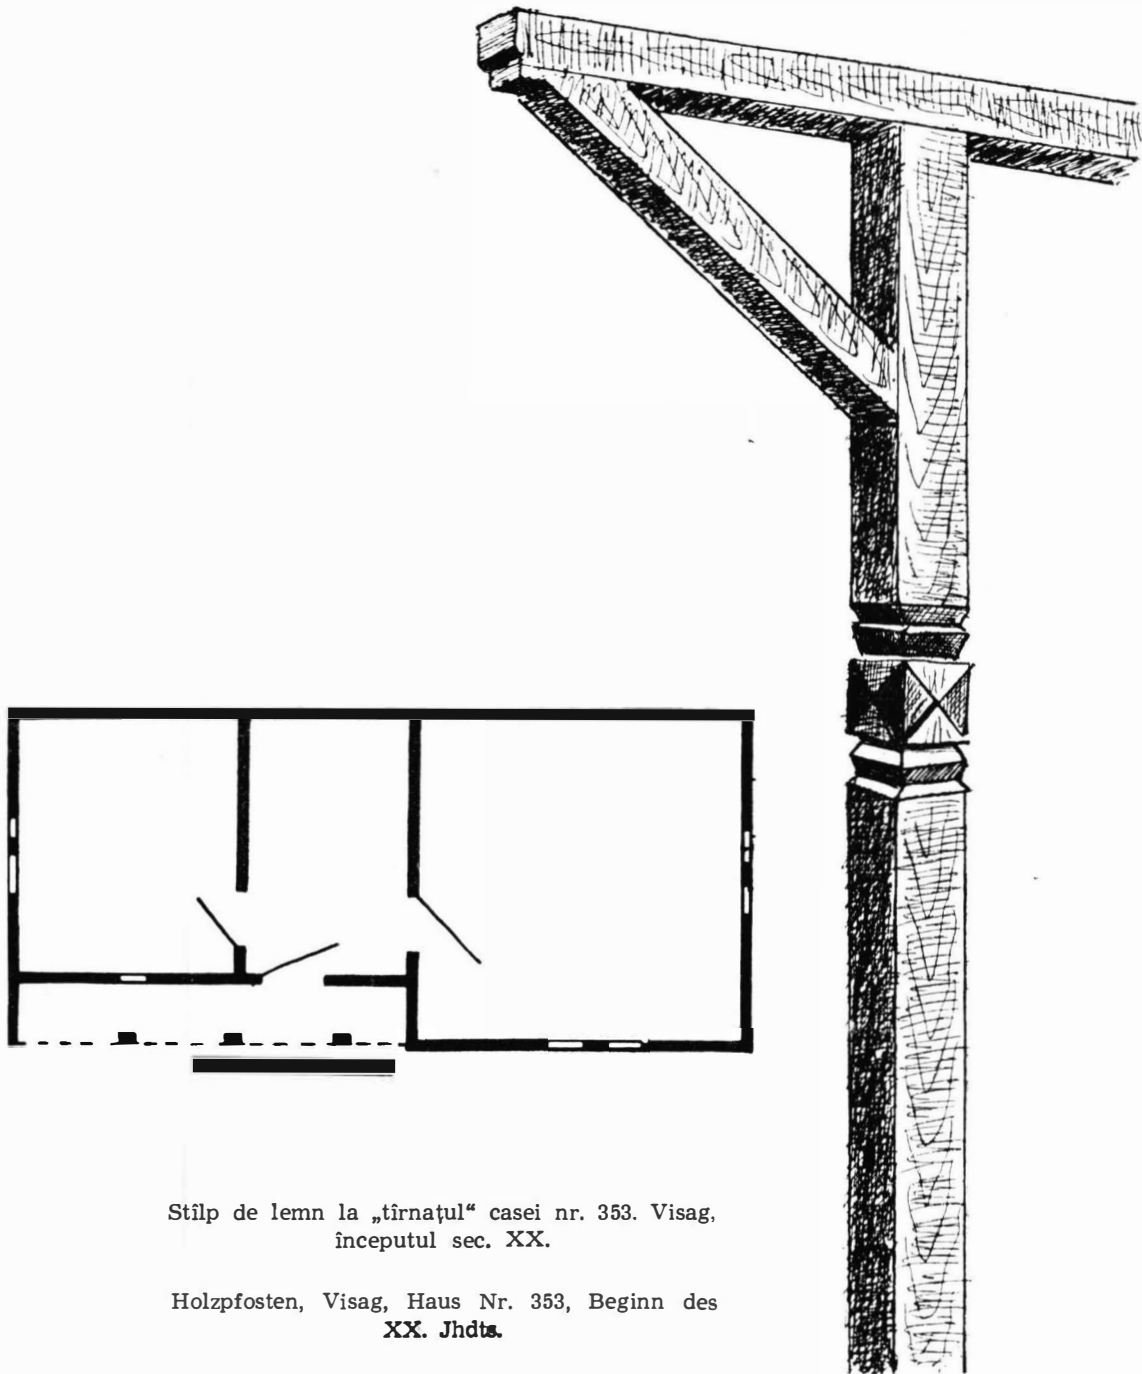 Stîlp de lemn la „tîrnațul“ casei nr. 353. Visag,
începutul sec. XX.
Holzpfosten, Visag, Haus Nr. 353, Beginn des
XX. Jhdts.